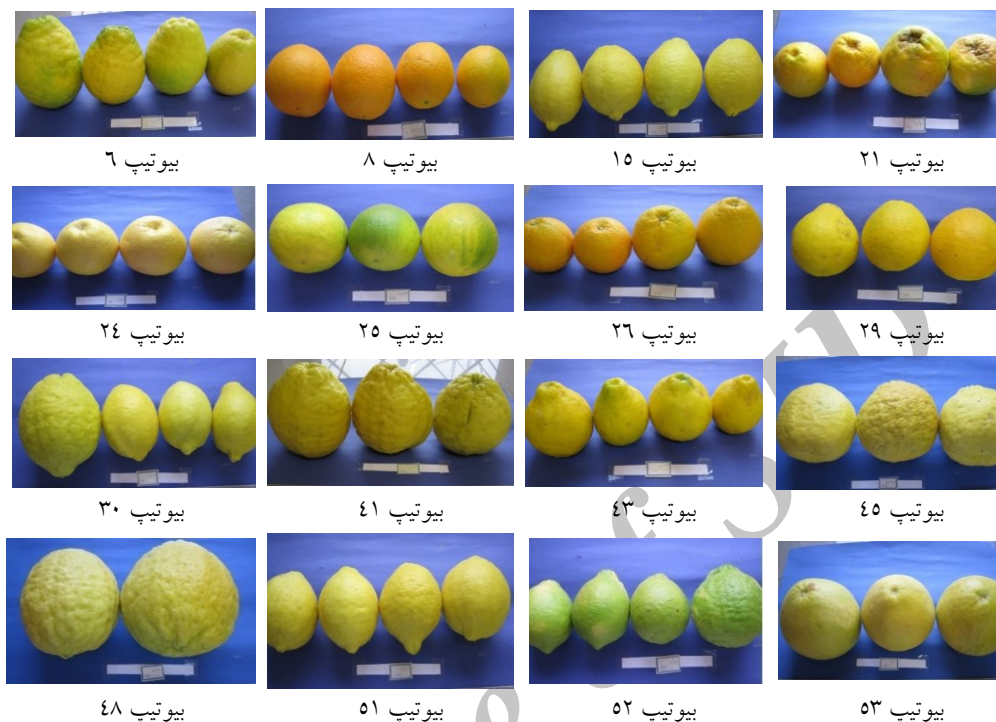 بیوتیپ ٦
بیوتیپ ٨
بیوتیپ ١٥
بیوتیپ ٢١
بیوتیپ ٢٤
بیوتیپ ٢٥
بیوتیپ ٢٦
بیوتیپ ٢٩
بیوتیپ ٣٠
بیوتیپ ٤١
بیوتیپ ٤٣
بیوتیپ ٤٥
بیوتیپ ٤٨
بیوتیپ ٥١
بیوتیپ ٥٢
بیوتیپ ٥٣